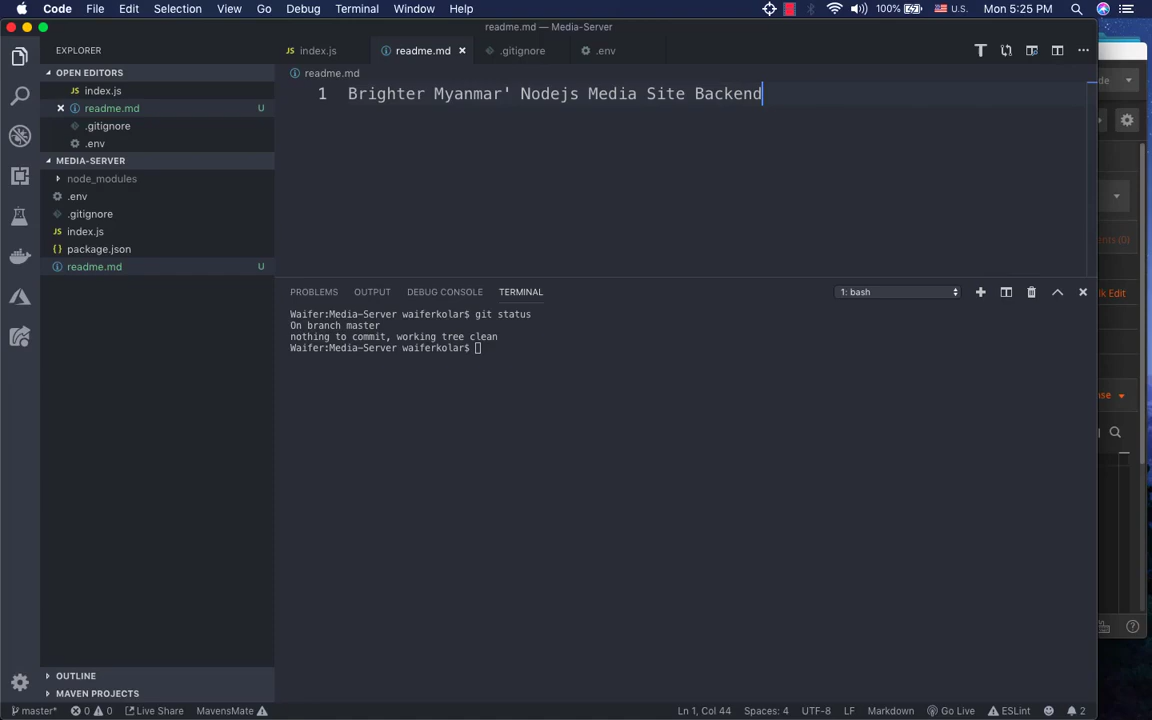 Code File Edit Selection View Go Debug Terminal Window Help 100% U.S. Mon 5:25 PM
readme.md — Media-Server
EXPLORER
OPEN EDITORS
index.js
readme.md
.gitignore
.env
MEDIA-SERVER
node_modules
.env
.gitignore
index.js
package.json
readme.md U
OUTLINE
MAVEN PROJECTS
index.js readme.md .gitignore .env
readme.md
1 Brighter Myanmar' Nodejs Media Site Backend
PROBLEMS OUTPUT DEBUG CONSOLE TERMINAL 1: bash
Waifer:Media-Server waiferkolar$ git status
On branch master
nothing to commit, working tree clean
Waifer:Media-Server waiferkolar$
master* 0 0 Live Share MavensMate Ln 1, Col 44 Spaces: 4 UTF-8 LF Markdown Go Live ESLint 2
de
ents (0)
lk Edit